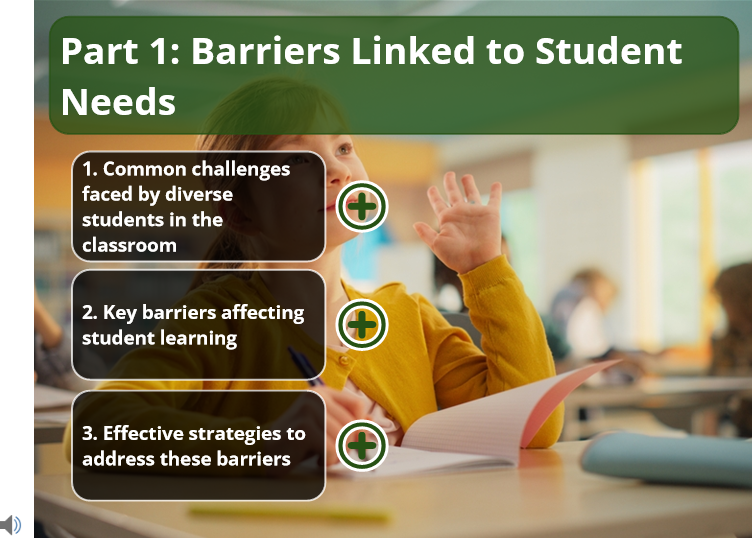 Part 1: Barriers Linked to Student
Needs
1. Common challenges
faced by diverse
students in the
classroom
2. Key barriers affecting
student learning
3. Effective strategies to
address these barriers